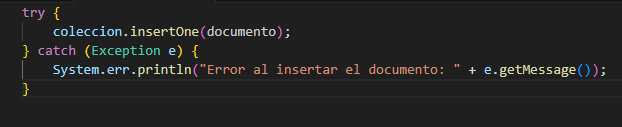 try {
    coleccion.insertOne(documento);
} catch (Exception e) {
    System.err.println("Error al insertar el documento: " + e.getMessage());
}